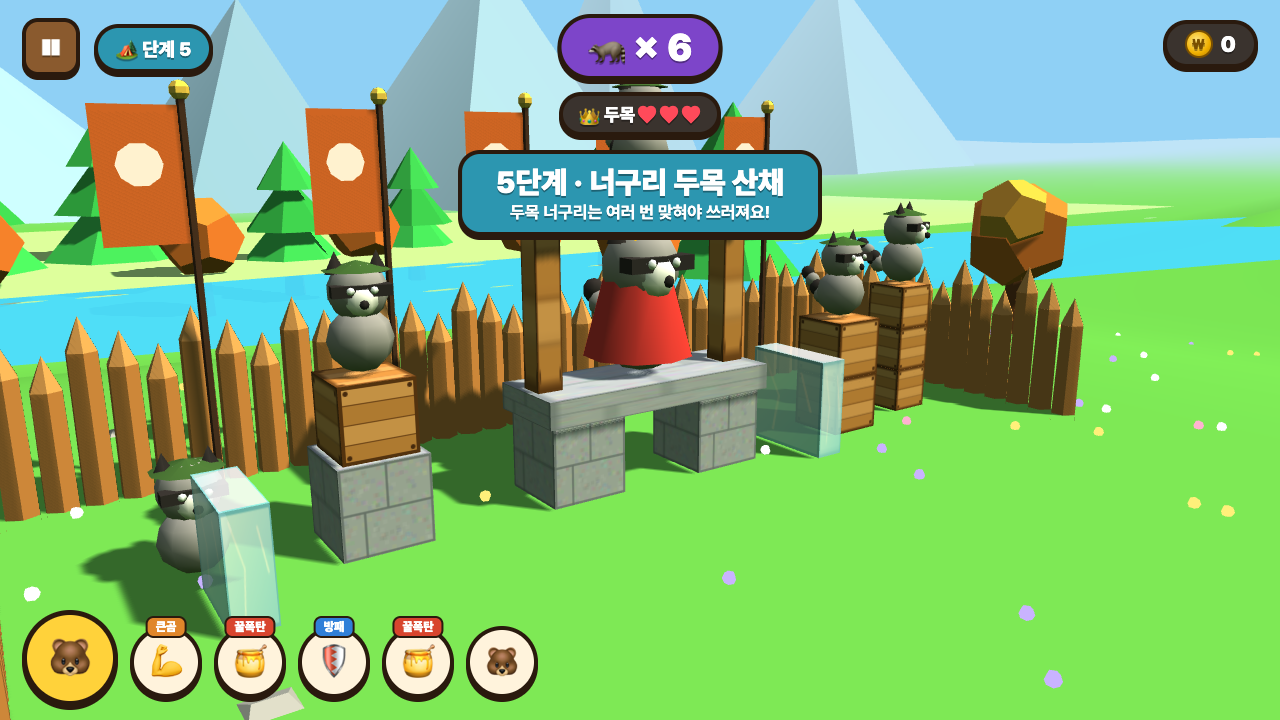 단계 5
× 6
₩ 0
두목
5단계 · 너구리 두목 산채
두목 너구리는 여러 번 맞혀야 쓰러져요!
큰곰
꿀폭탄
방패
꿀폭탄